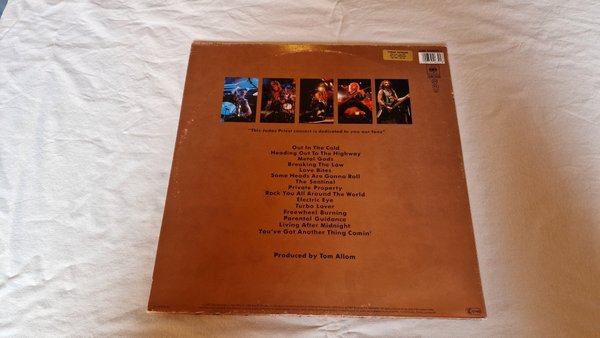 "This Judas Priest concert is dedicated to you our fans"
Out In The Cold
Heading Out To The Highway
Metal Gods
Breaking The Law
Love Bites
Some Heads Are Gonna Roll
The Sentinel
Private Property
Rock You All Around The World
Electric Eye
Turbo Lover
Freewheel Burning
Parental Guidance
Living After Midnight
You've Got Another Thing Comin'
Produced by Tom Allom